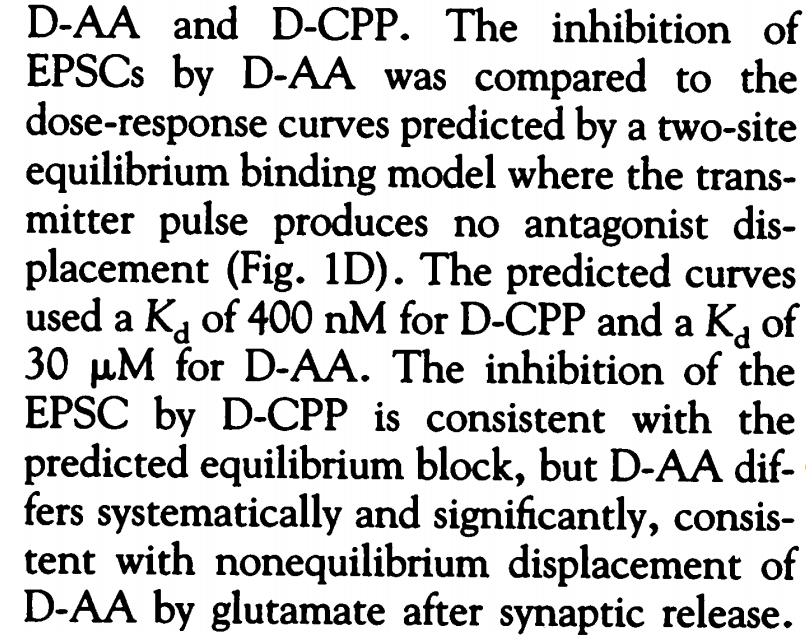 D-AA and D-CPP. The inhibition of
EPSCs by D-AA was compared to the
dose-response curves predicted by a two-site
equilibrium binding model where the trans-
mitter pulse produces no antagonist dis-
placement (Fig. 1D). The predicted curves
used a Kd of 400 nM for D-CPP and a Kd of
30 μM for D-AA. The inhibition of the
EPSC by D-CPP is consistent with the
predicted equilibrium block, but D-AA dif-
fers systematically and significantly, consis-
tent with nonequilibrium displacement of
D-AA by glutamate after synaptic release.